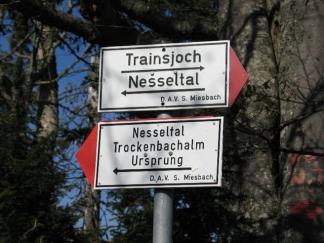 Trainsjoch
Nesseltal
D.A.V. S. Miesbach
Nesseltal
Trockenbachalm
Ursprung
D.A.V. S. Miesbach